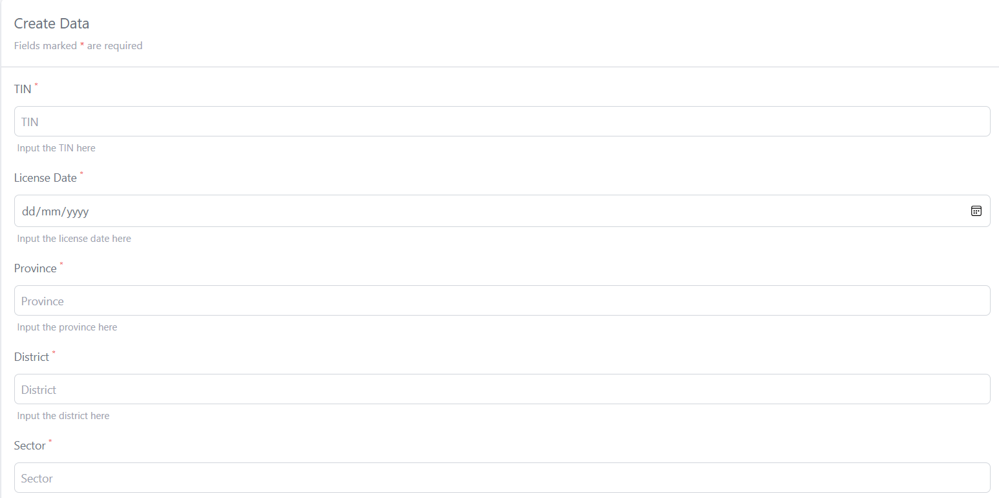 Create Data
Fields marked * are required
TIN *
TIN
Input the TIN here
License Date *
dd/mm/yyyy
Input the license date here
Province *
Province
Input the province here
District *
District
Input the district here
Sector *
Sector